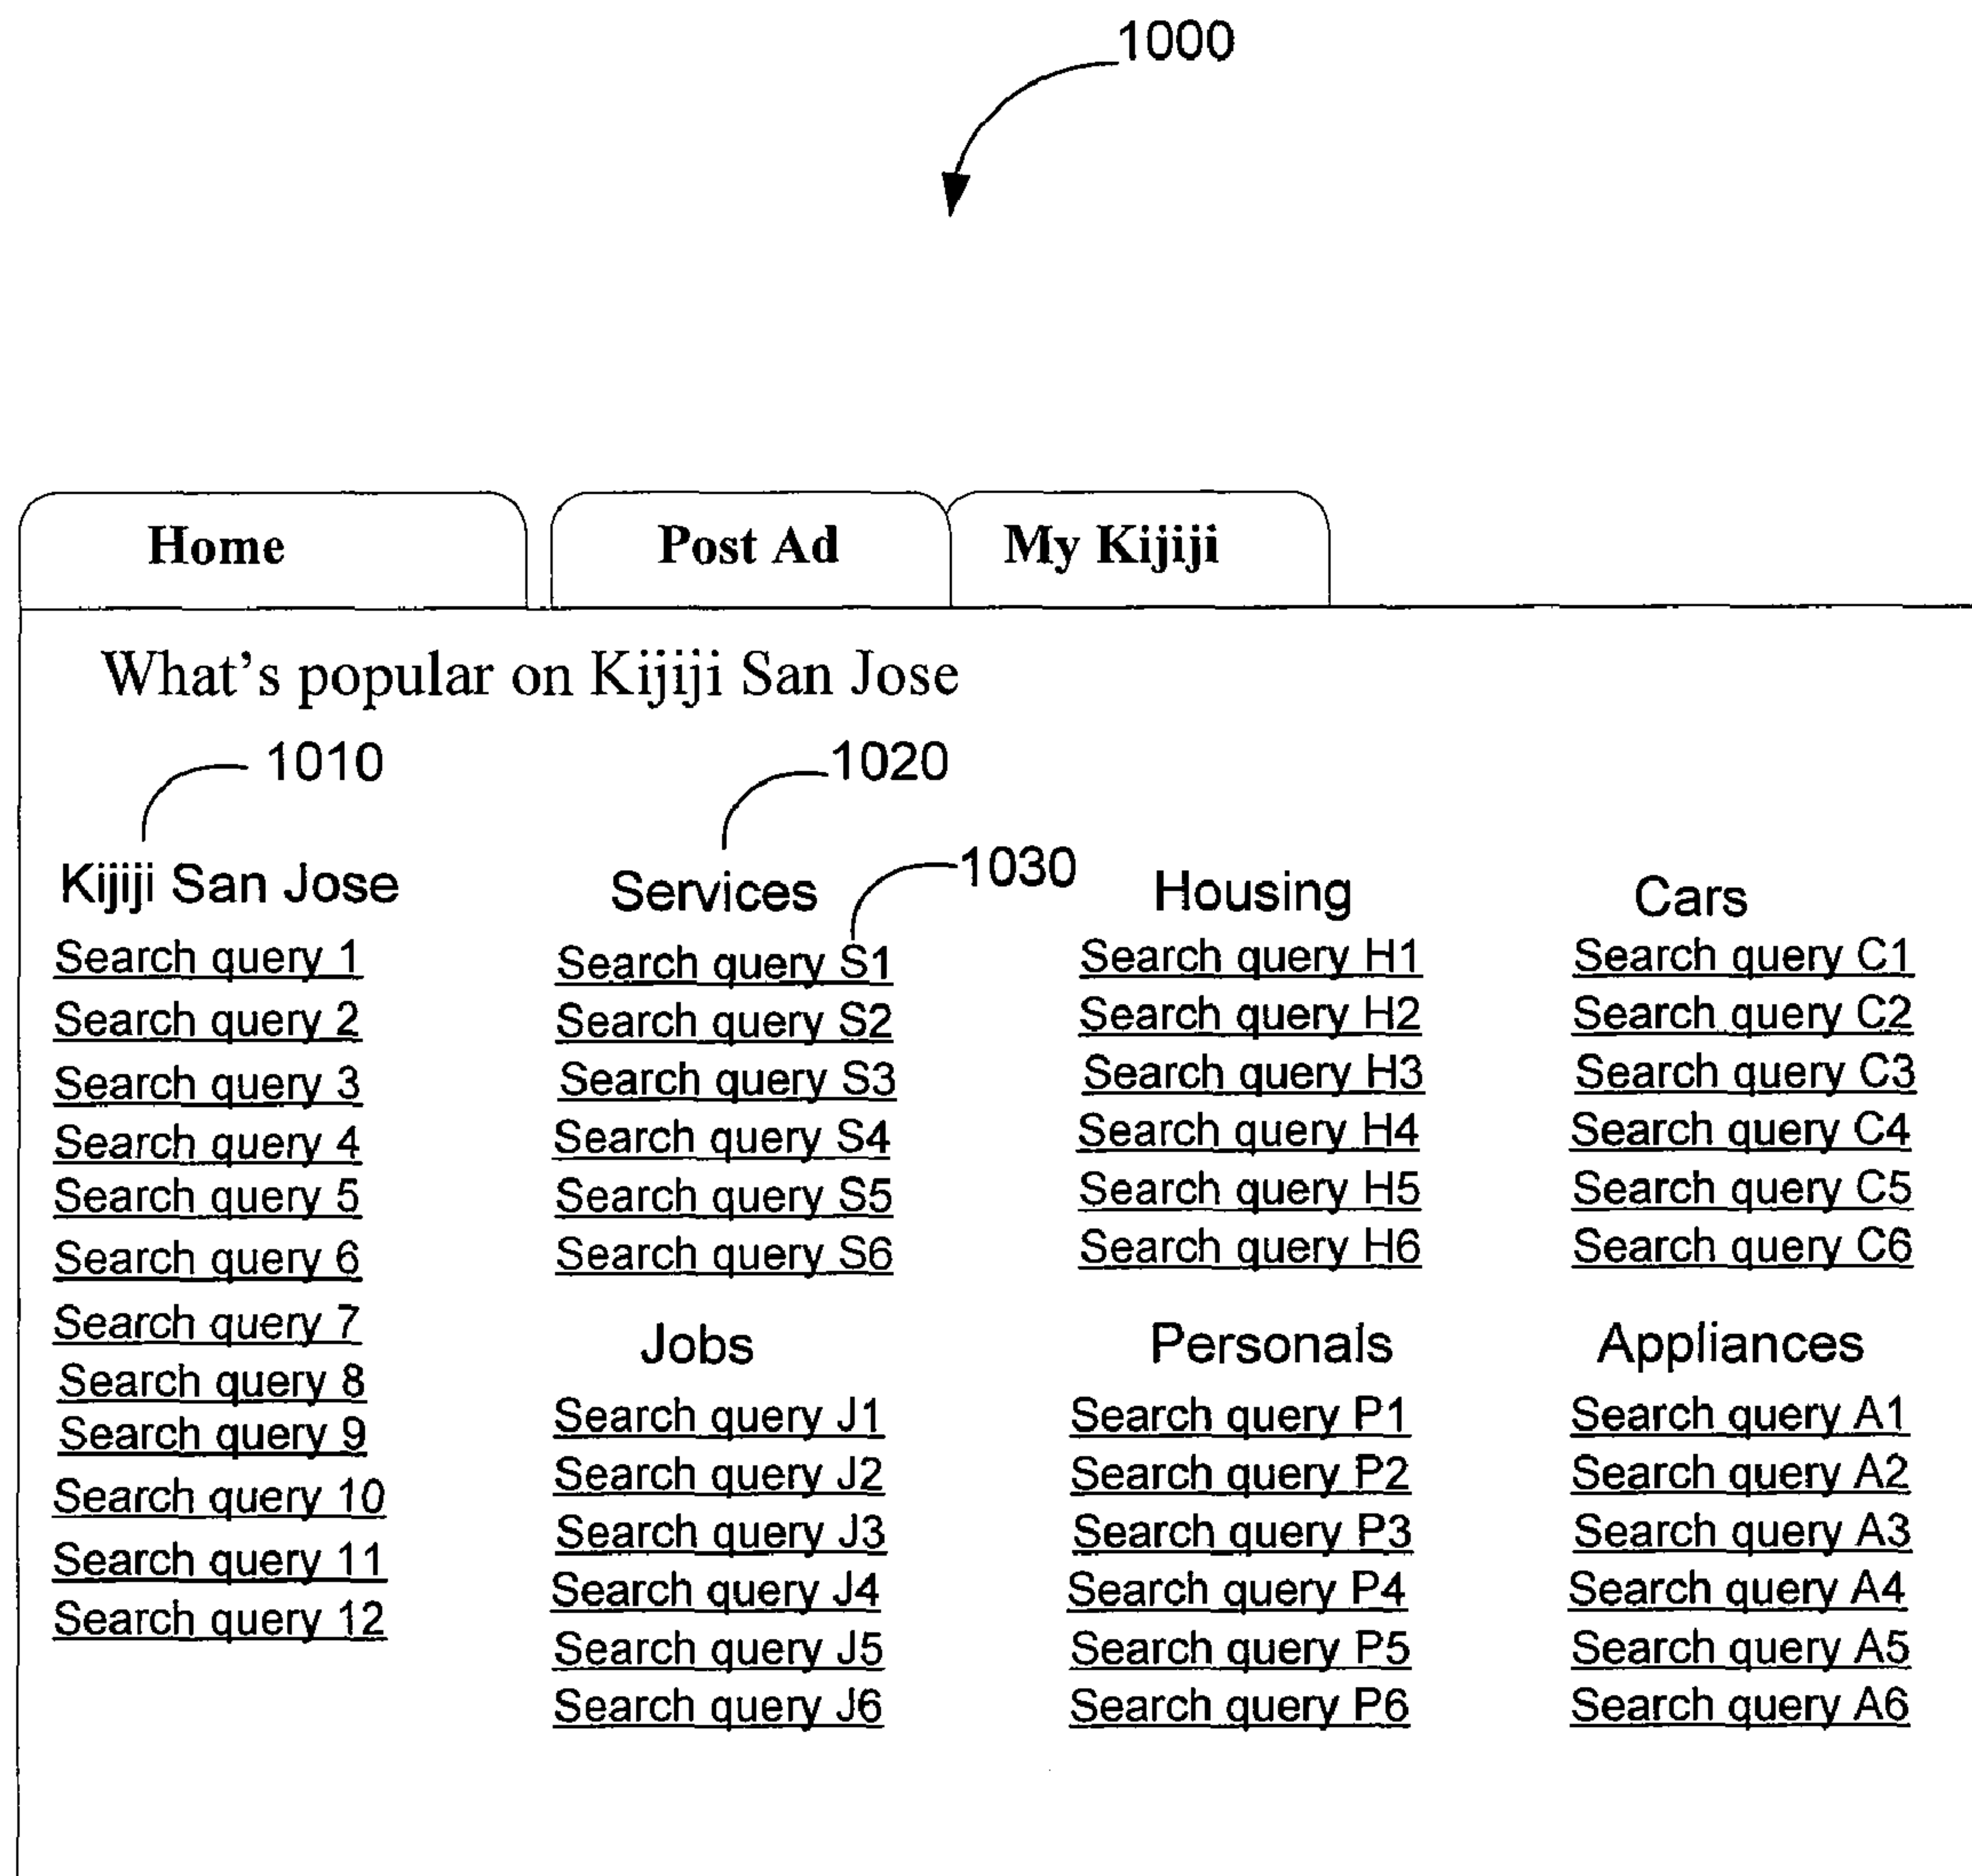 1000
Home
Post Ad
My Kijiji
What's popular on Kijiji San Jose
1010
Kijiji San Jose
Search query 1
Search query 2
Search query 3
Search query 4
Search query 5
Search query 6
Search query 7
Search query 8
Search query 9
Search query 10
Search query 11
Search query 12
1020
Services
1030
Search query S1
Search query S2
Search query S3
Search query S4
Search query S5
Search query S6
Housing
Search query H1
Search query H2
Search query H3
Search query H4
Search query H5
Search query H6
Cars
Search query C1
Search query C2
Search query C3
Search query C4
Search query C5
Search query C6
Jobs
Search query J1
Search query J2
Search query J3
Search query J4
Search query J5
Search query J6
Personals
Search query P1
Search query P2
Search query P3
Search query P4
Search query P5
Search query P6
Appliances
Search query A1
Search query A2
Search query A3
Search query A4
Search query A5
Search query A6